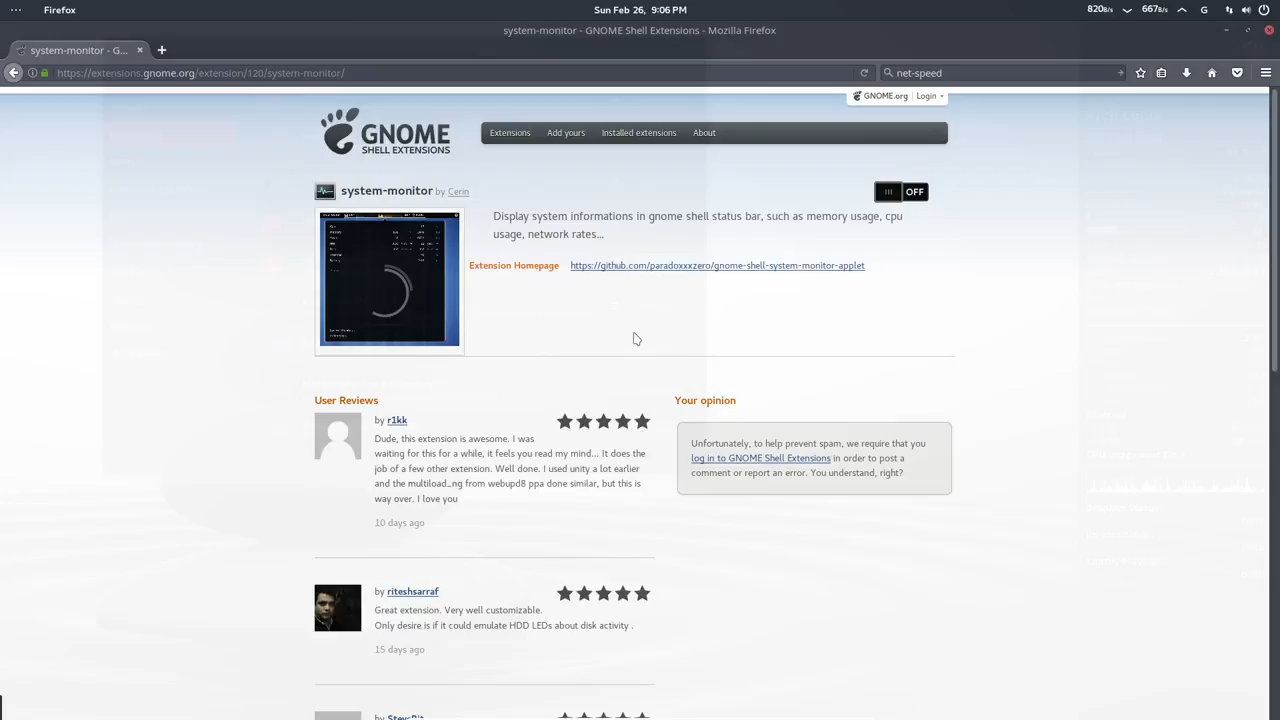 Firefox
Sun Feb 26, 9:06 PM
820B/s
667B/s
G
system-monitor - GNOME Shell Extensions - Mozilla Firefox
system-monitor - G...
https://extensions.gnome.org/extension/120/system-monitor/
net-speed
GNOME.org
Login
GNOME
SHELL EXTENSIONS
Extensions
Add yours
Installed extensions
About
system-monitor by Cerin
OFF
Display system informations in gnome shell status bar, such as memory usage, cpu
usage, network rates...
Extension Homepage
https://github.com/paradoxxxzero/gnome-shell-system-monitor-applet
User Reviews
by r1kk
Dude, this extension is awesome. I was
waiting for this for a while, it feels you read my mind... It does the
job of a few other extension. Well done. I used unity a lot earlier
and the multiload_ng from webupd8 ppa done similar, but this is
way over. I love you
10 days ago
by riteshsarraf
Great extension. Very well customizable.
Only desire is if it could emulate HDD LEDs about disk activity .
15 days ago
Your opinion
Unfortunately, to help prevent spam, we require that you
log in to GNOME Shell Extensions in order to post a
comment or report an error. You understand, right?